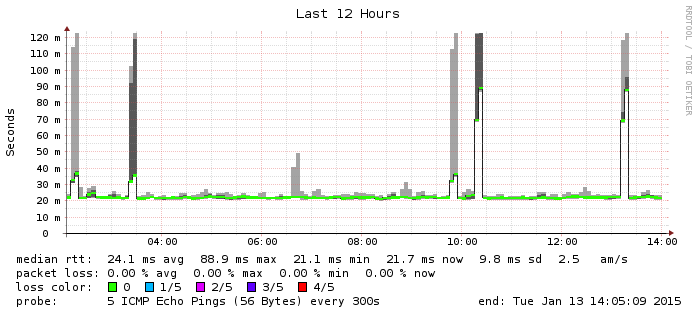 Last 12 Hours
RRDTOOL / TOBI OETIKER
Seconds
120 m
110 m
100 m
90 m
80 m
70 m
60 m
50 m
40 m
30 m
20 m
10 m
0
04:00 06:00 08:00 10:00 12:00 14:00
median rtt: 24.1 ms avg 88.9 ms max 21.1 ms min 21.7 ms now 9.8 ms sd 2.5 am/s
packet loss: 0.00 % avg 0.00 % max 0.00 % min 0.00 % now
loss color: 0 1/5 2/5 3/5 4/5
probe: 5 ICMP Echo Pings (56 Bytes) every 300s end: Tue Jan 13 14:05:09 2015